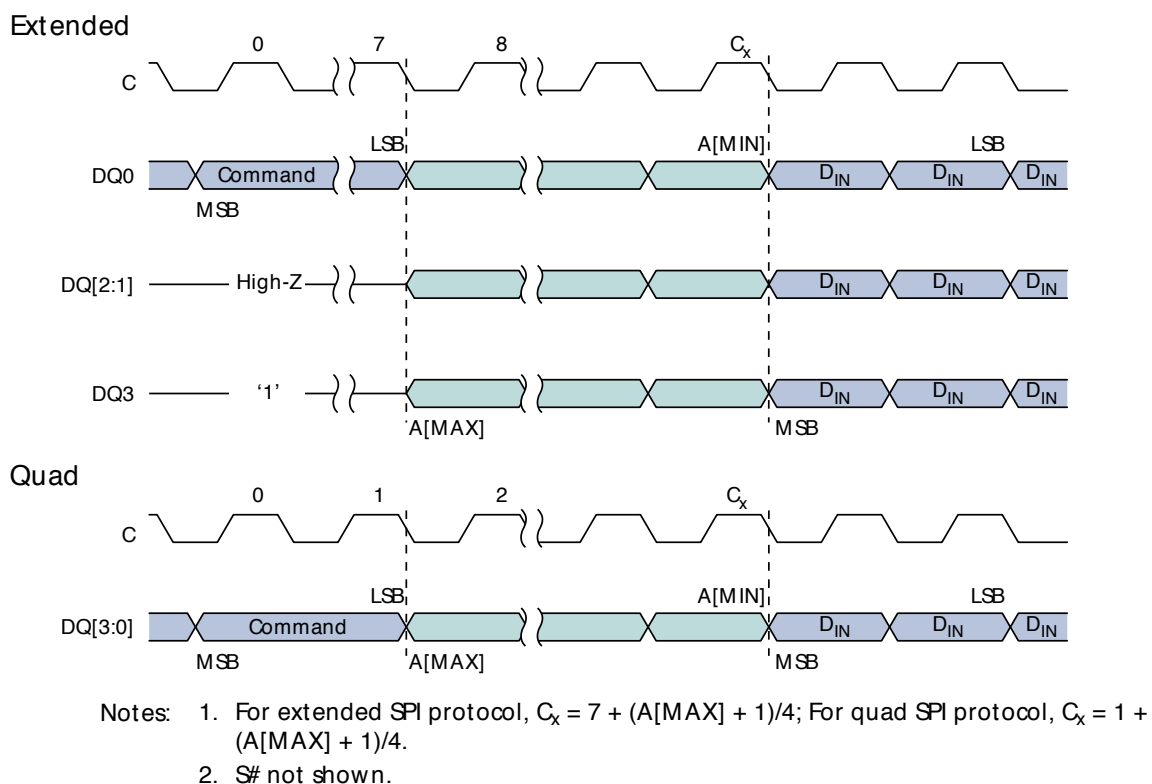 Extended
0 7 8 Cx
C
LSB A[MIN] LSB
DQ0 Command DIN DIN DIN
MSB
DQ[2:1] High-Z DIN DIN DIN
DQ3 ‘1’ DIN DIN DIN
A[MAX] MSB
Quad
0 1 2 Cx
C
LSB A[MIN] LSB
DQ[3:0] Command DIN DIN DIN
MSB A[MAX] MSB
Notes: 1. For extended SPI protocol, Cx = 7 + (A[MAX] + 1)/4; For quad SPI protocol, Cx = 1 +
(A[MAX] + 1)/4.
2. S# not shown.